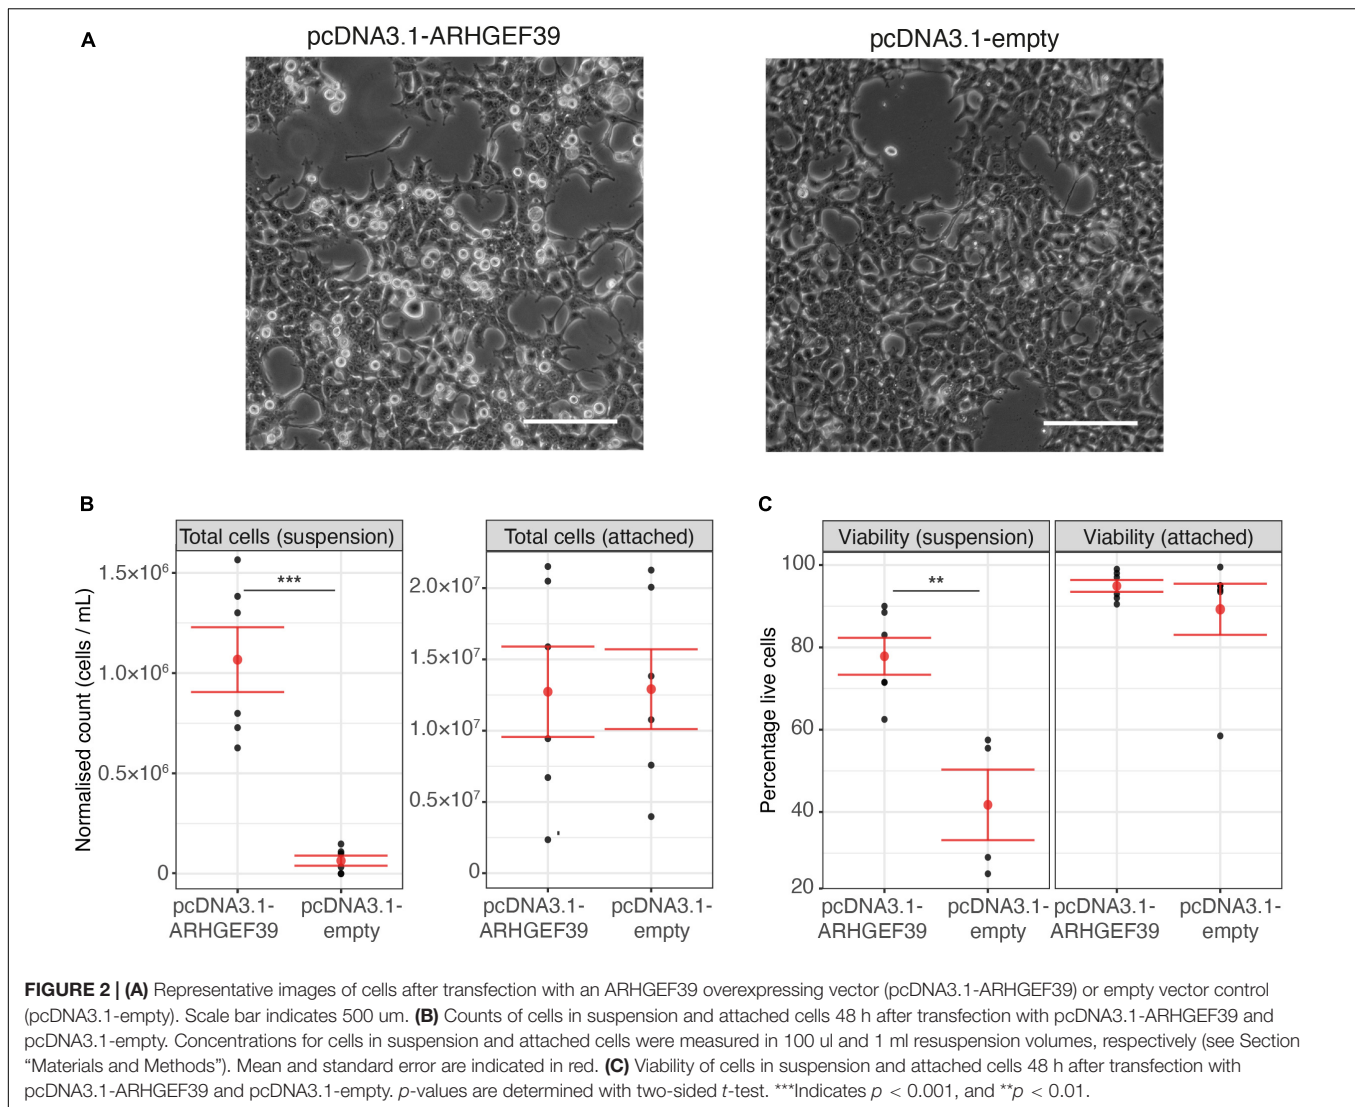 A
pcDNA3.1-ARHGEF39
pcDNA3.1-empty
B
Total cells (suspension)
Total cells (attached)
Normalised count (cells / mL)
1.5×10⁶
1.0×10⁶
0.5×10⁶
0
***
2.0×10⁷
1.5×10⁷
1.0×10⁷
0.5×10⁷
0
pcDNA3.1-
ARHGEF39
pcDNA3.1-
empty
pcDNA3.1-
ARHGEF39
pcDNA3.1-
empty
C
Viability (suspension)
Viability (attached)
Percentage live cells
100
80
60
40
20
**
pcDNA3.1-
ARHGEF39
pcDNA3.1-
empty
pcDNA3.1-
ARHGEF39
pcDNA3.1-
empty
FIGURE 2 | (A) Representative images of cells after transfection with an ARHGEF39 overexpressing vector (pcDNA3.1-ARHGEF39) or empty vector control
(pcDNA3.1-empty). Scale bar indicates 500 um. (B) Counts of cells in suspension and attached cells 48 h after transfection with pcDNA3.1-ARHGEF39 and
pcDNA3.1-empty. Concentrations for cells in suspension and attached cells were measured in 100 ul and 1 ml resuspension volumes, respectively (see Section
“Materials and Methods”). Mean and standard error are indicated in red. (C) Viability of cells in suspension and attached cells 48 h after transfection with
pcDNA3.1-ARHGEF39 and pcDNA3.1-empty. p-values are determined with two-sided t-test. ***Indicates p < 0.001, and **p < 0.01.